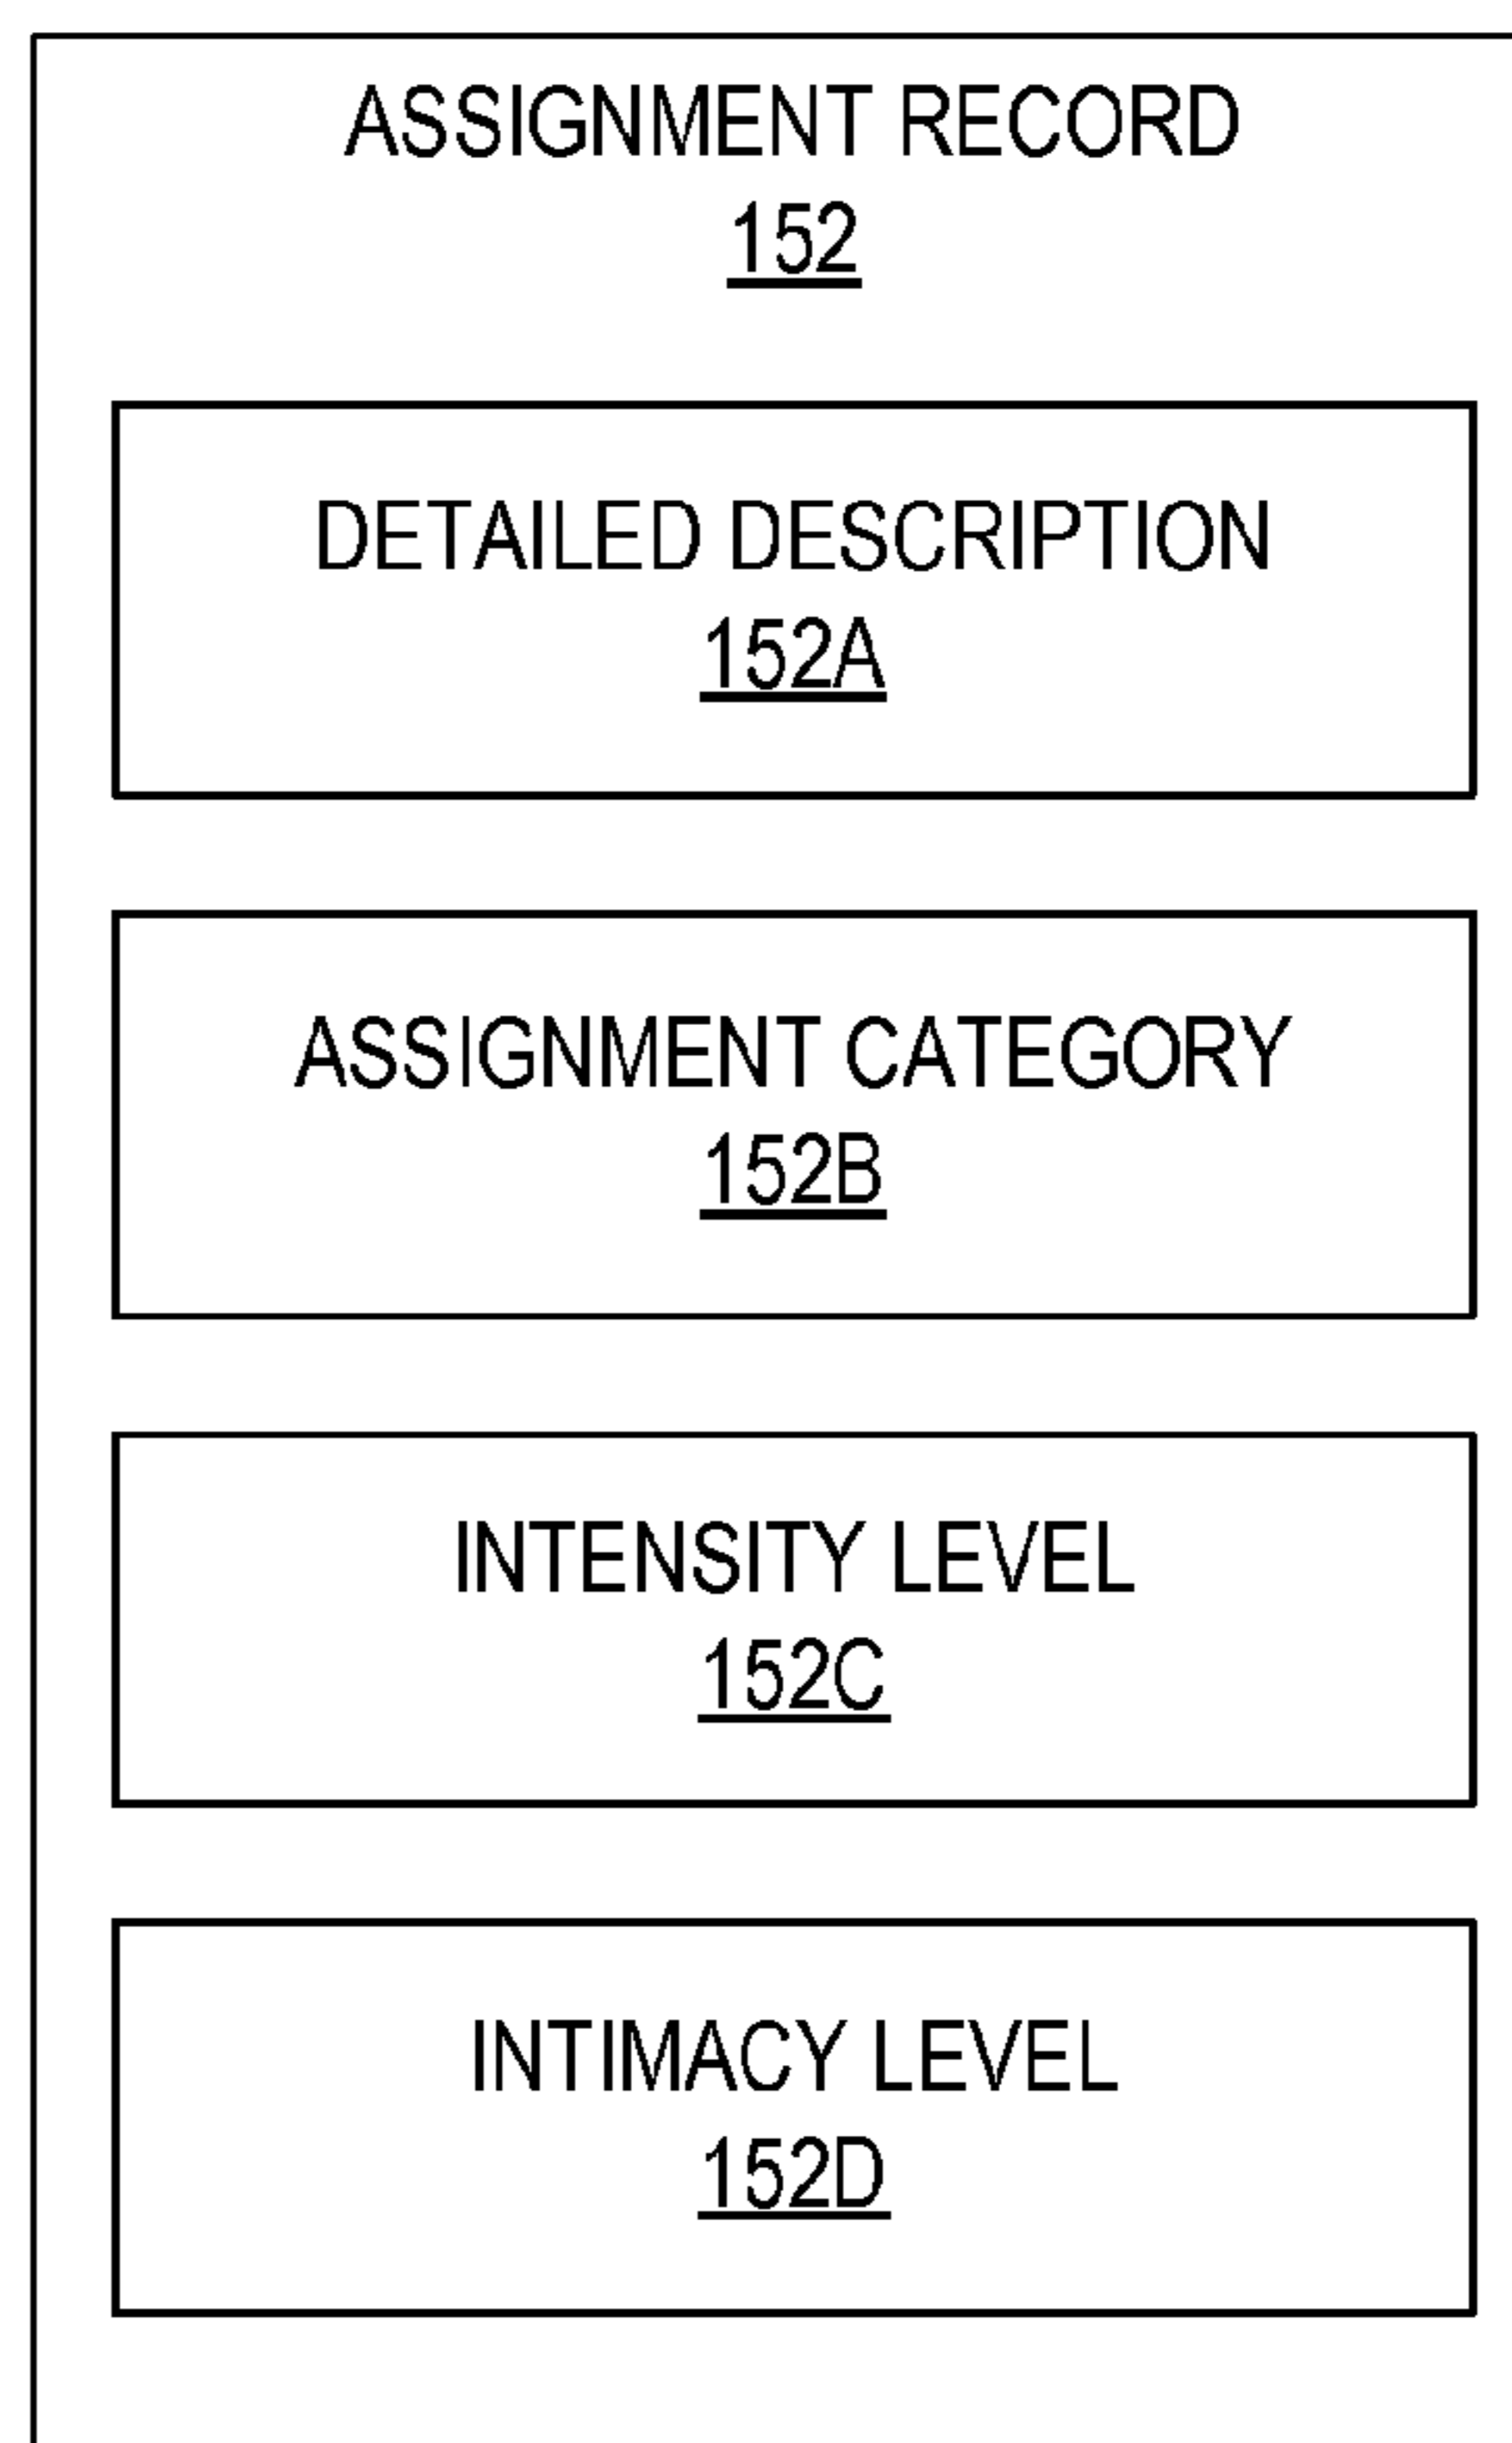 ASSIGNMENT RECORD
152
DETAILED DESCRIPTION
152A
ASSIGNMENT CATEGORY
152B
INTENSITY LEVEL
152C
INTIMACY LEVEL
152D